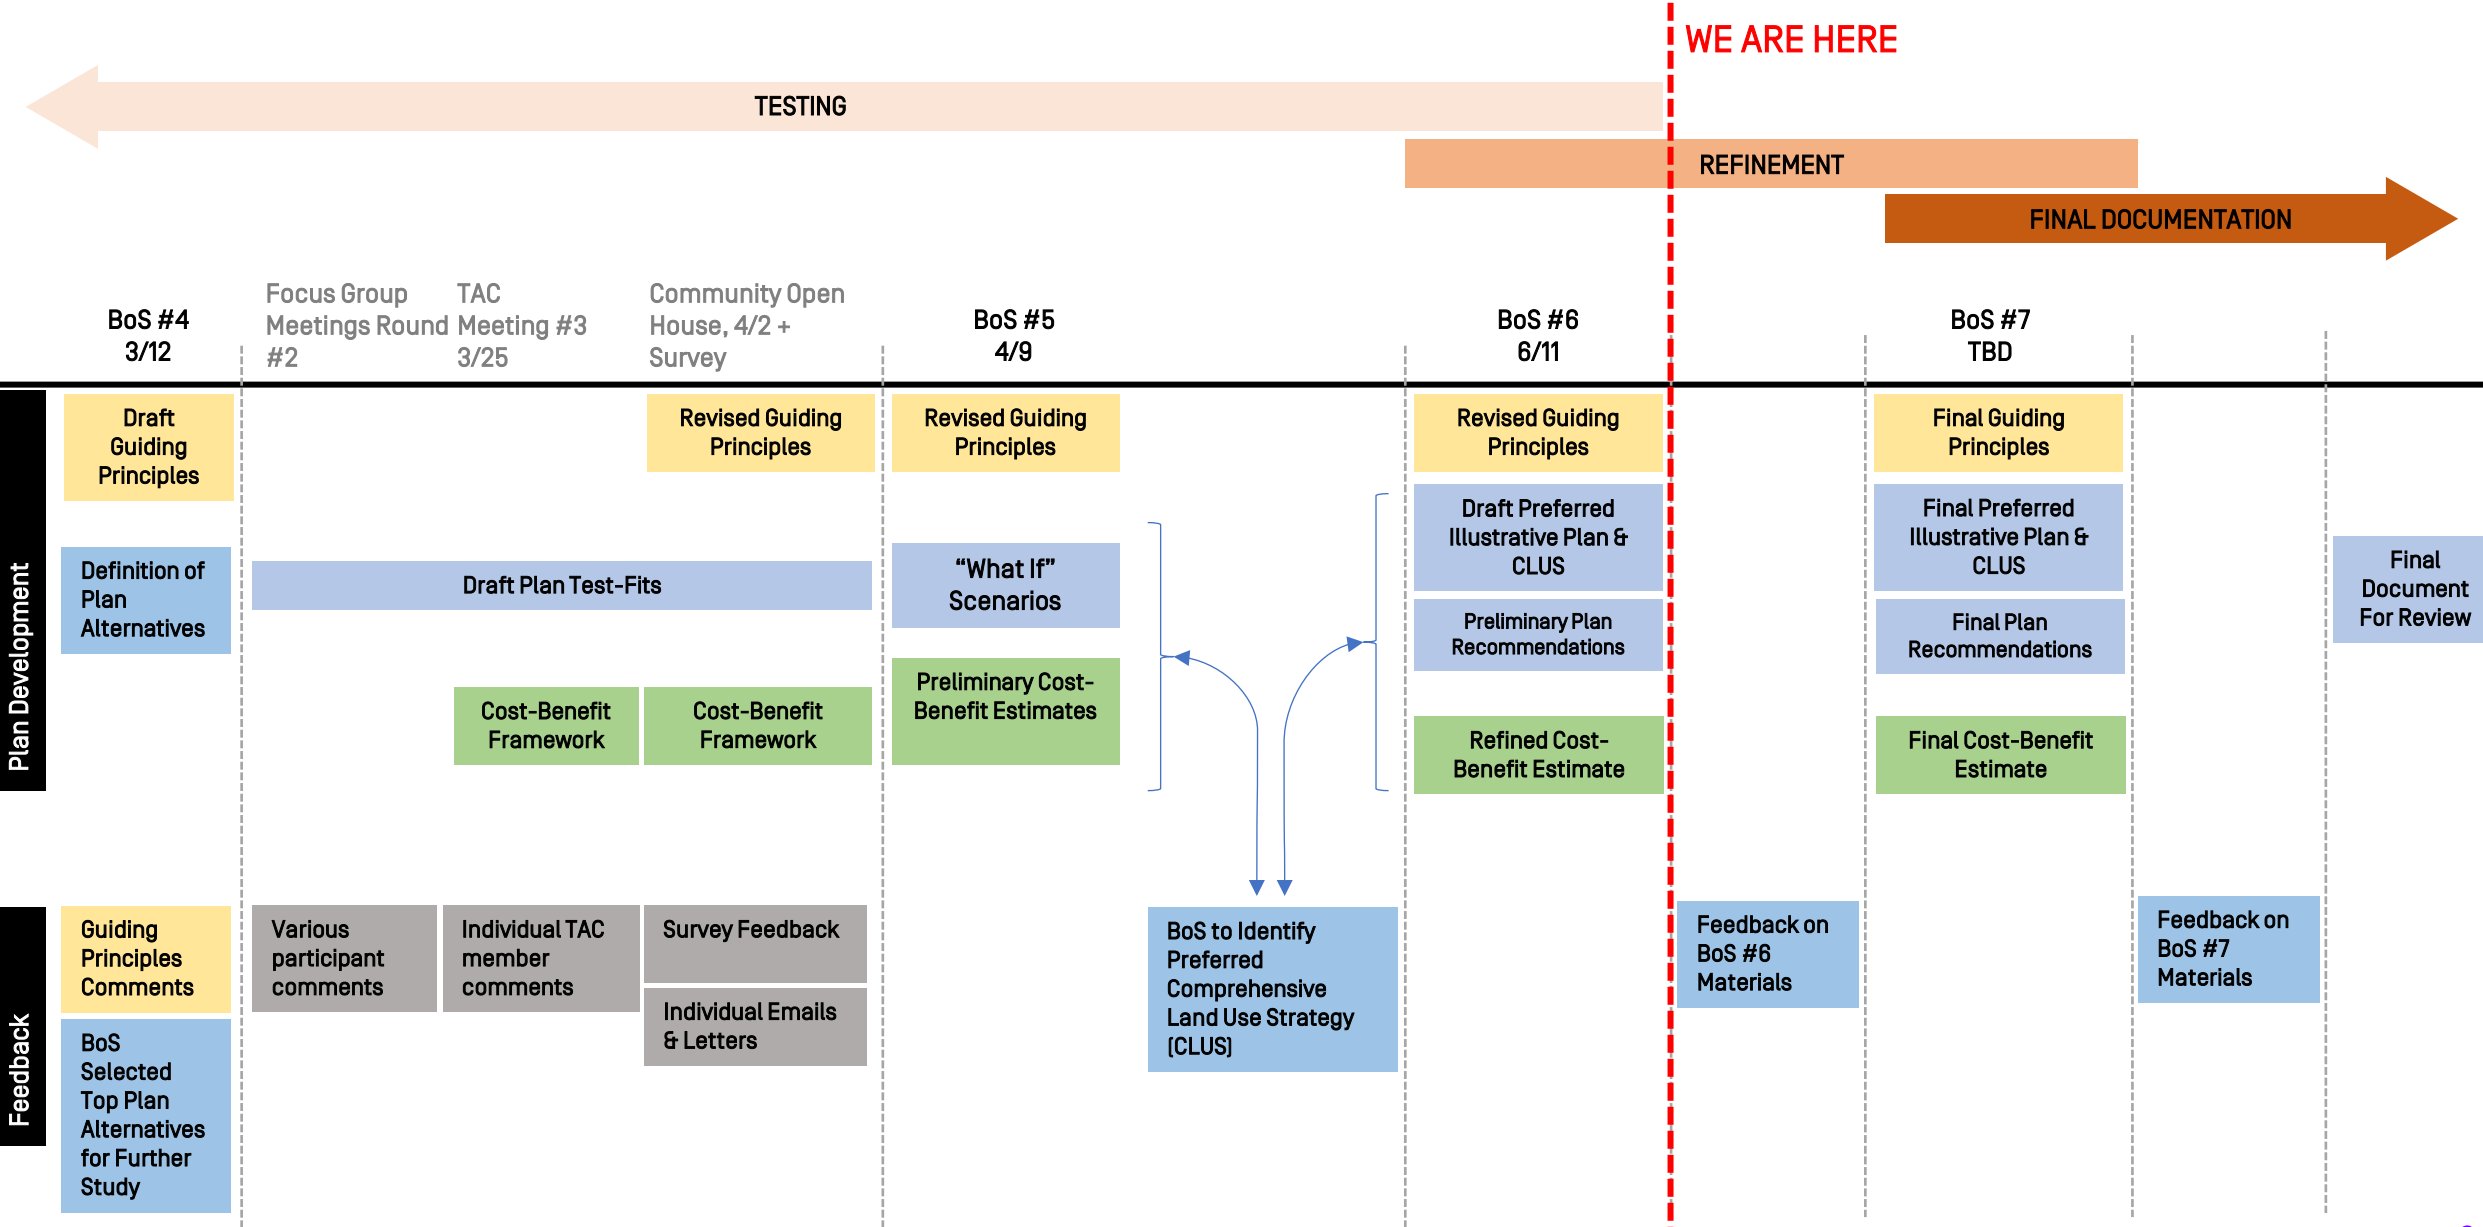 WE ARE HERE
TESTING
REFINEMENT
FINAL DOCUMENTATION
BoS #4
3/12
Focus Group
Meetings Round
#2
TAC
Meeting #3
3/25
Community Open
House, 4/2 +
Survey
BoS #5
4/9
BoS #6
6/11
BoS #7
TBD
Plan Development
Draft
Guiding
Principles
Revised Guiding
Principles
Revised Guiding
Principles
Revised Guiding
Principles
Final Guiding
Principles
Definition of
Plan
Alternatives
Draft Plan Test-Fits
“What If”
Scenarios
Draft Preferred
Illustrative Plan &
CLUS
Final Preferred
Illustrative Plan &
CLUS
Final
Document
For Review
Preliminary Plan
Recommendations
Final Plan
Recommendations
Cost-Benefit
Framework
Cost-Benefit
Framework
Preliminary Cost-
Benefit Estimates
Refined Cost-
Benefit Estimate
Final Cost-Benefit
Estimate
Feedback
Guiding
Principles
Comments
BoS
Selected
Top Plan
Alternatives
for Further
Study
Various
participant
comments
Individual TAC
member
comments
Survey Feedback
Individual Emails
& Letters
BoS to Identify
Preferred
Comprehensive
Land Use Strategy
(CLUS)
Feedback on
BoS #6
Materials
Feedback on
BoS #7
Materials